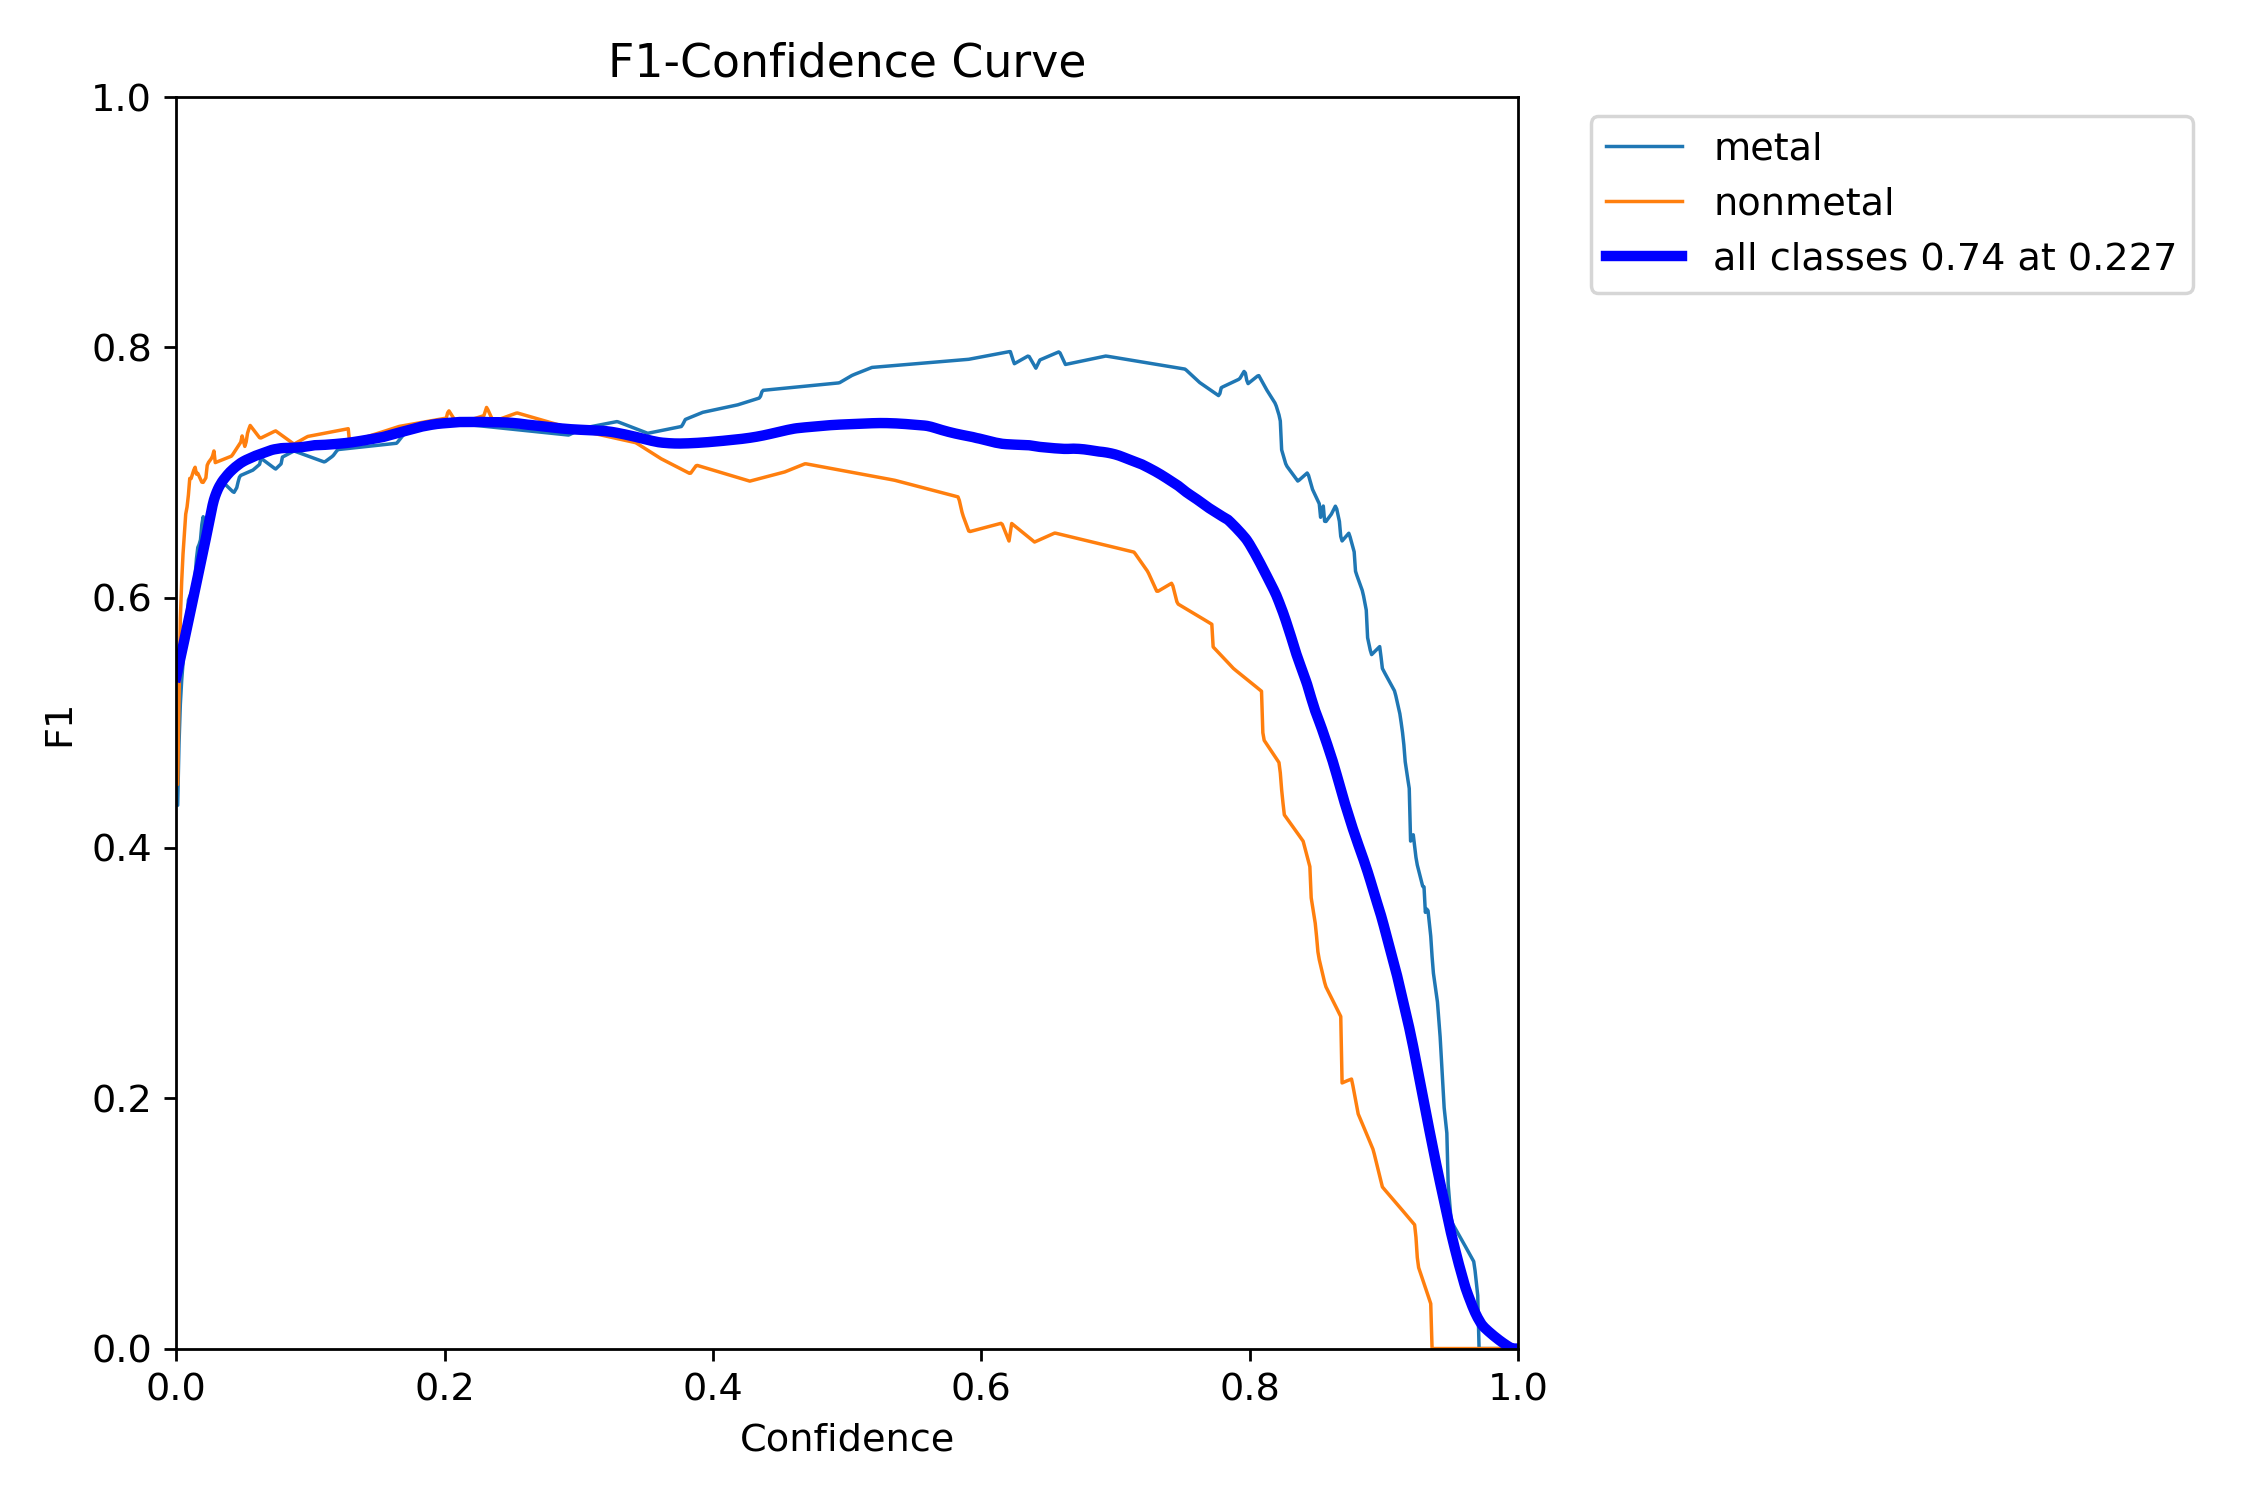 F1-Confidence Curve
metal
nonmetal
all classes 0.74 at 0.227
1.0
0.8
0.6
0.4
0.2
0.0
F1
0.0 0.2 0.4 0.6 0.8 1.0
Confidence